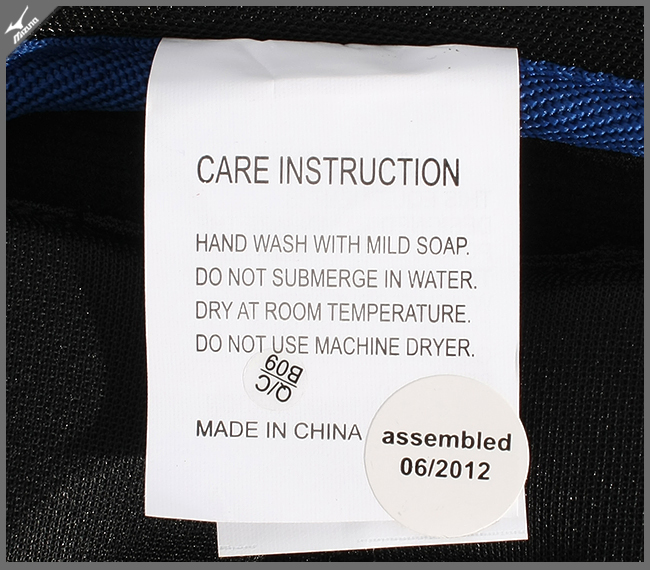 MIZUNO
CARE INSTRUCTION
HAND WASH WITH MILD SOAP.
DO NOT SUBMERGE IN WATER.
DRY AT ROOM TEMPERATURE.
DO NOT USE MACHINE DRYER.
Q/C
B09
MADE IN CHINA
assembled
06/2012